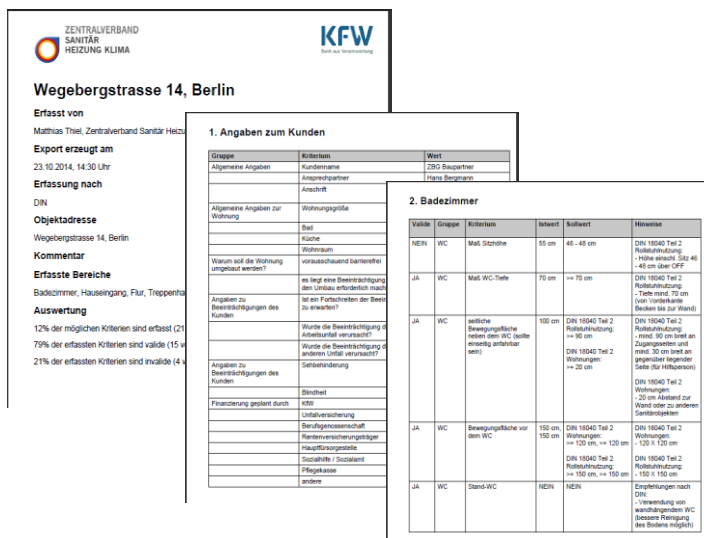 ZENTRALVERBAND
SANITÄR
HEIZUNG KLIMA
KFW
Bank aus Verantwortung
Wegebergstrasse 14, Berlin
Erfasst von
Matthias Thiel, Zentralverband Sanitär Heizu
Export erzeugt am
23.10.2014, 14:30 Uhr
Erfassung nach
DIN
Objektadresse
Wegebergstrasse 14, Berlin
Kommentar
Erfasste Bereiche
Badezimmer, Hauseingang, Flur, Treppenha
Auswertung
12% der möglichen Kriterien sind erfasst (21
79% der erfassten Kriterien sind valide (15 v
21% der erfassten Kriterien sind invalide (4 v
1. Angaben zum Kunden
Gruppe Kriterium Wert
Allgemeine Angaben Kundenname ZBG Baupartner
Ansprechpartner Hans Bergmann
Anschrift
Allgemeine Angaben zur Wohnungsgröße
Wohnung
Bad
Küche
Wohnraum
Warum soll die Wohnung vorausschauend barrierefrei
umgebaut werden?
es liegt eine Beeinträchtigung
den Umbau erforderlich mach
Angaben zu Ist ein Fortschreiten der Beein
Beeinträchtigungen des zu erwarten?
Kunden
Wurde die Beeinträchtigung d
Arbeitsunfall verursacht?
Wurde die Beeinträchtigung d
anderen Unfall verursacht?
Angaben zu Sehbehinderung
Beeinträchtigungen des
Kunden
Blindheit
Finanzierung geplant durch KfW
Unfallversicherung
Berufsgenossenschaft
Rentenversicherungsträger
Hauptfürsorgestelle
Sozialhilfe / Sozialamt
Pflegekasse
andere
2. Badezimmer
Valide Gruppe Kriterium Istwert Sollwert Hinweise
NEIN WC Maß Sitzhöhe 55 cm 46 - 48 cm DIN 18040 Teil 2
Rollstuhlnutzung:
- Höhe einschl. Sitz 46
- 48 cm über OFF
JA WC Maß WC-Tiefe 70 cm >= 70 cm DIN 18040 Teil 2
Rollstuhlnutzung:
- Tiefe mind. 70 cm
(von Vorderkante
Becken bis zur Wand)
JA WC seitliche 100 cm DIN 18040 Teil 2 DIN 18040 Teil 2
Bewegungsfläche Rollstuhlnutzung: Rollstuhlnutzung:
neben dem WC (sollte >= 90 cm - mind. 90 cm breit an
einseitig anfahrbar Zugangsseiten und
sein) DIN 18040 Teil 2 mind. 30 cm breit an
Wohnungen: gegenüber liegender
>= 20 cm Seite (für Hilfsperson)
DIN 18040 Teil 2
Wohnungen:
- 20 cm Abstand zur
Wand oder zu anderen
Sanitärobjekten
JA WC Bewegungsfläche vor 150 cm, DIN 18040 Teil 2 DIN 18040 Teil 2
dem WC 150 cm Wohnungen: Wohnungen:
>= 120 cm, >= 120 cm - 120 X 120 cm
DIN 18040 Teil 2 DIN 18040 Teil 2
Rollstuhlnutzung: Rollstuhlnutzung:
>= 150 cm, >= 150 cm - 150 X 150 cm
JA WC Stand-WC NEIN NEIN Empfehlungen nach
DIN:
- Verwendung von
wandhängendem WC
(bessere Reinigung
des Bodens möglich)